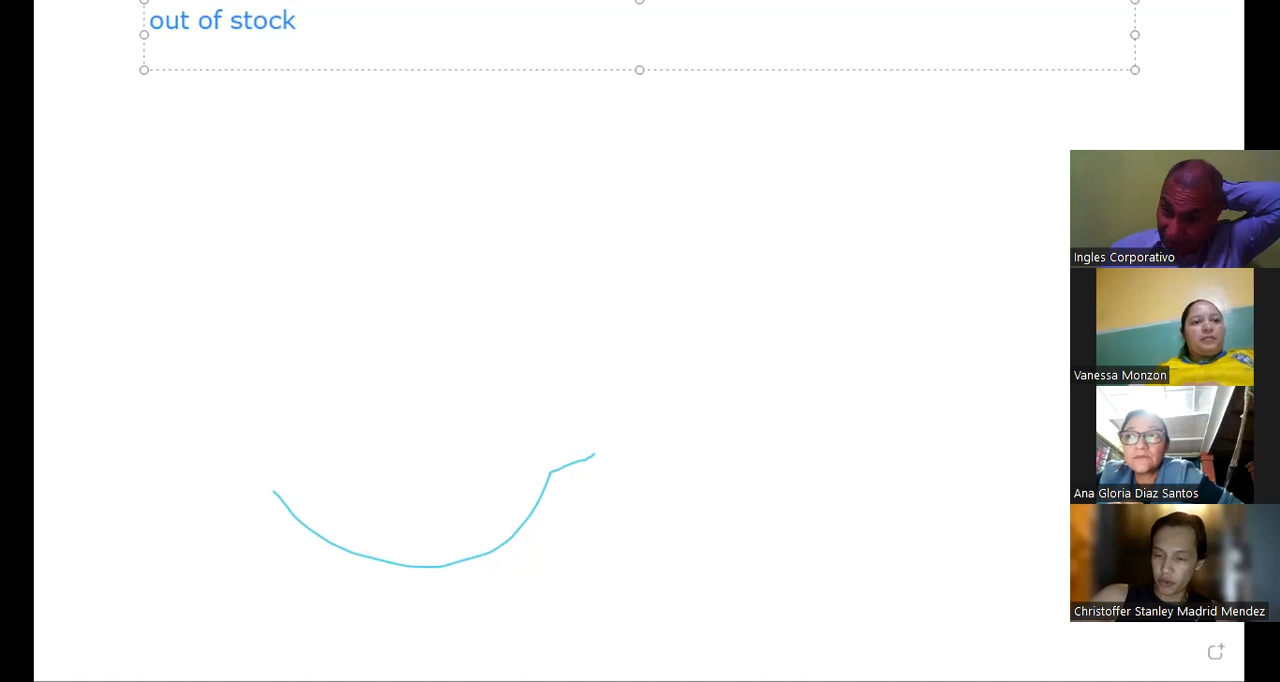 out of stock
Ingles Corporativo
Vanessa Monzon
Ana Gloria Diaz Santos
Christoffer Stanley Madrid Mendez